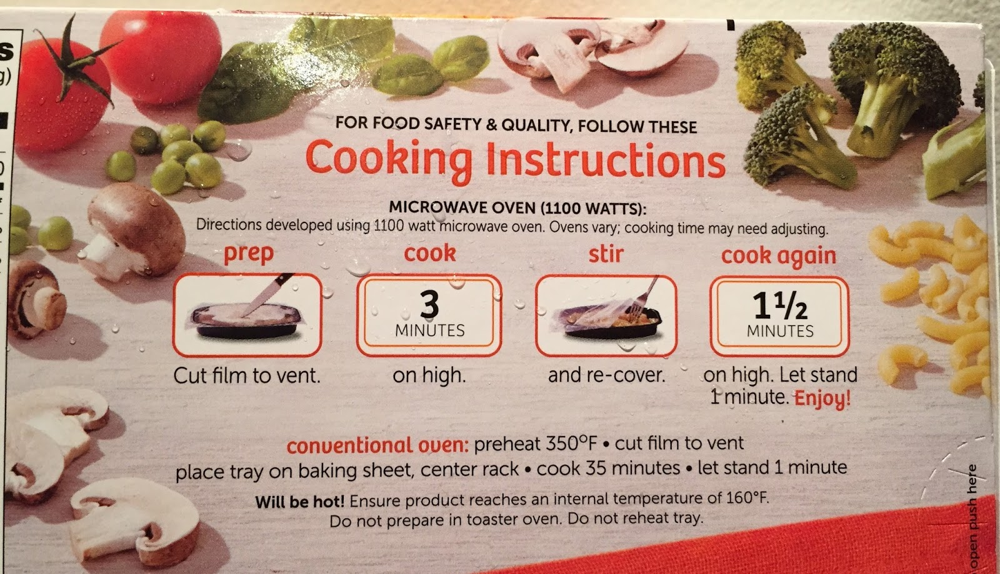 s
g)
FOR FOOD SAFETY & QUALITY, FOLLOW THESE
Cooking Instructions
MICROWAVE OVEN (1100 WATTS):
Directions developed using 1100 watt microwave oven. Ovens vary; cooking time may need adjusting.
prep cook stir cook again
3 1½
MINUTES MINUTES
Cut film to vent. on high. and re-cover. on high. Let stand
1 minute. Enjoy!
conventional oven: preheat 350°F • cut film to vent
place tray on baking sheet, center rack • cook 35 minutes • let stand 1 minute
Will be hot! Ensure product reaches an internal temperature of 160°F.
Do not prepare in toaster oven. Do not reheat tray.
open push here